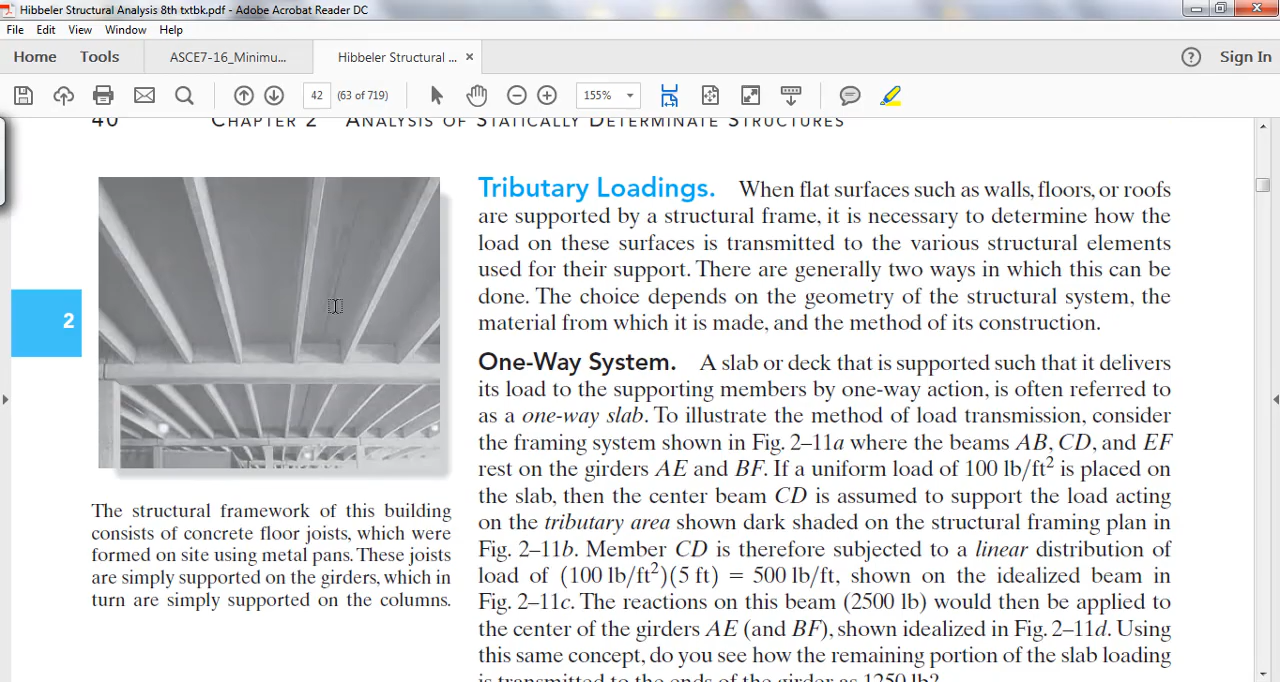 Hibbeler Structural Analysis 8th txtbk.pdf - Adobe Acrobat Reader DC
File Edit View Window Help
Home Tools ASCE7-16_Minimu... Hibbeler Structural ... × ? Sign In
42 (63 of 719) 155%
40 CHAPTER 2 ANALYSIS OF STATICALLY DETERMINATE STRUCTURES
2
The structural framework of this building
consists of concrete floor joists, which were
formed on site using metal pans. These joists
are simply supported on the girders, which in
turn are simply supported on the columns.
Tributary Loadings. When flat surfaces such as walls, floors, or roofs
are supported by a structural frame, it is necessary to determine how the
load on these surfaces is transmitted to the various structural elements
used for their support. There are generally two ways in which this can be
done. The choice depends on the geometry of the structural system, the
material from which it is made, and the method of its construction.
One-Way System. A slab or deck that is supported such that it delivers
its load to the supporting members by one-way action, is often referred to
as a one-way slab. To illustrate the method of load transmission, consider
the framing system shown in Fig. 2–11a where the beams AB, CD, and EF
rest on the girders AE and BF. If a uniform load of 100 lb/ft² is placed on
the slab, then the center beam CD is assumed to support the load acting
on the tributary area shown dark shaded on the structural framing plan in
Fig. 2–11b. Member CD is therefore subjected to a linear distribution of
load of (100 lb/ft²)(5 ft) = 500 lb/ft, shown on the idealized beam in
Fig. 2–11c. The reactions on this beam (2500 lb) would then be applied to
the center of the girders AE (and BF), shown idealized in Fig. 2–11d. Using
this same concept, do you see how the remaining portion of the slab loading
is transmitted to the ends of the girder as 1250 lb?